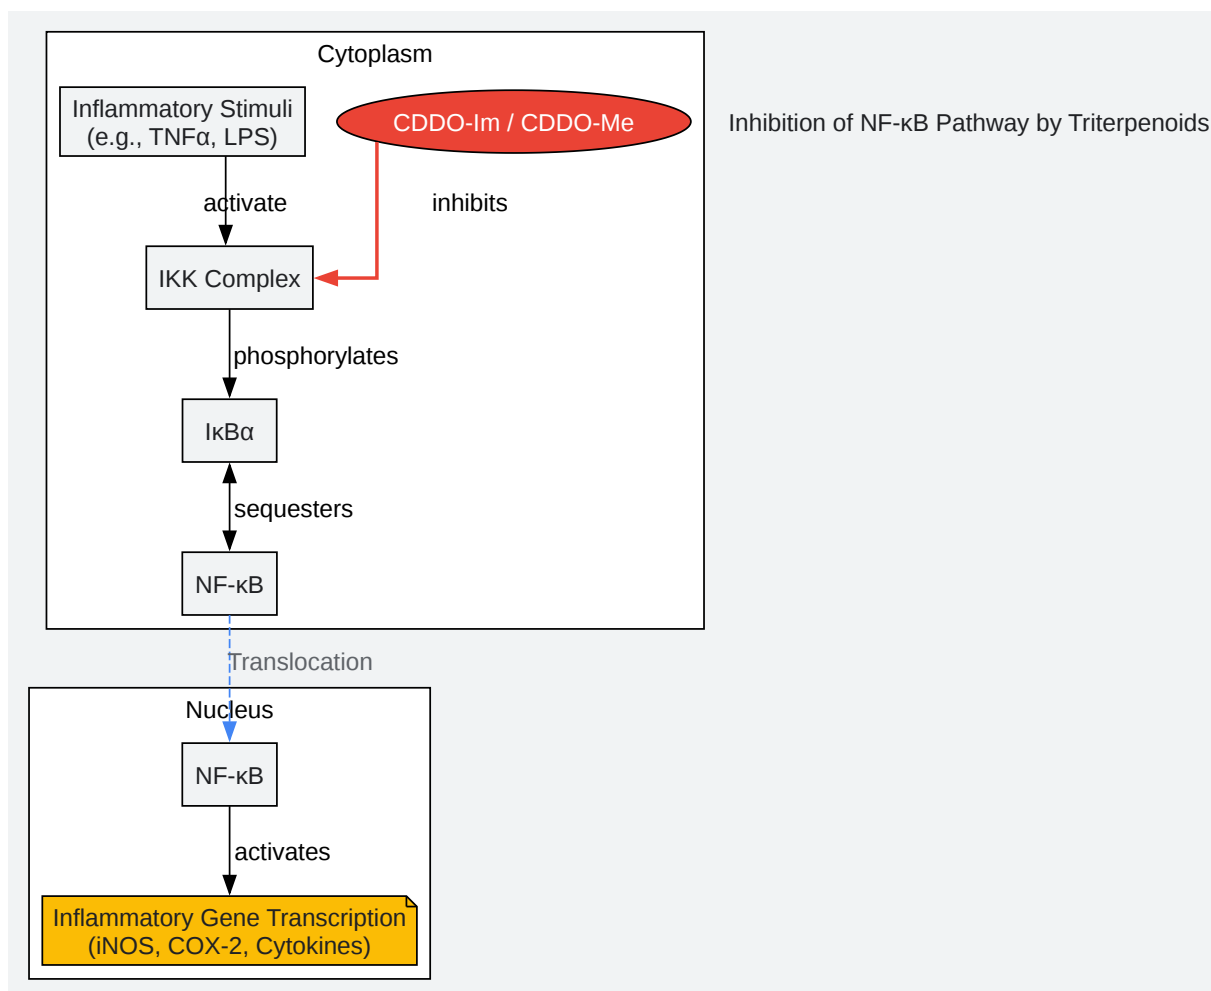 Cytoplasm
Inflammatory Stimuli
(e.g., TNFα, LPS)
CDDO-Im / CDDO-Me
Inhibition of NF-κB Pathway by Triterpenoids
activate
inhibits
IKK Complex
phosphorylates
IκBα
sequesters
NF-κB
Translocation
Nucleus
NF-κB
activates
Inflammatory Gene Transcription
(iNOS, COX-2, Cytokines)